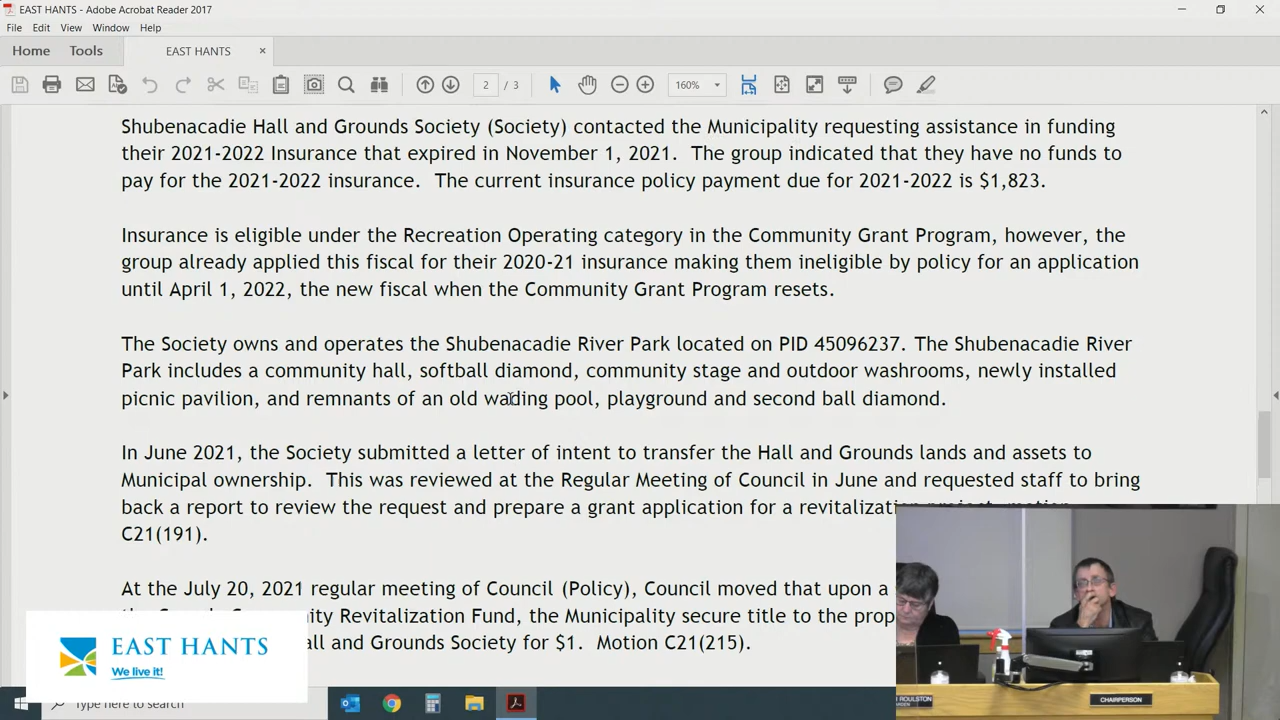 EAST HANTS - Adobe Acrobat Reader 2017
File Edit View Window Help
Home Tools EAST HANTS ×
2 / 3 160%
Shubenacadie Hall and Grounds Society (Society) contacted the Municipality requesting assistance in funding
their 2021-2022 Insurance that expired in November 1, 2021. The group indicated that they have no funds to
pay for the 2021-2022 insurance. The current insurance policy payment due for 2021-2022 is $1,823.
Insurance is eligible under the Recreation Operating category in the Community Grant Program, however, the
group already applied this fiscal for their 2020-21 insurance making them ineligible by policy for an application
until April 1, 2022, the new fiscal when the Community Grant Program resets.
The Society owns and operates the Shubenacadie River Park located on PID 45096237. The Shubenacadie River
Park includes a community hall, softball diamond, community stage and outdoor washrooms, newly installed
picnic pavilion, and remnants of an old wading pool, playground and second ball diamond.
In June 2021, the Society submitted a letter of intent to transfer the Hall and Grounds lands and assets to
Municipal ownership. This was reviewed at the Regular Meeting of Council in June and requested staff to bring
back a report to review the request and prepare a grant application for a revitalization project, motion
C21(191).
At the July 20, 2021 regular meeting of Council (Policy), Council moved that upon a
Revitalization Fund, the Municipality secure title to the
and Grounds Society for $1. Motion C21(215).
EAST HANTS
We live it!
Type here to search
ROULSTON
CHAIRPERSON